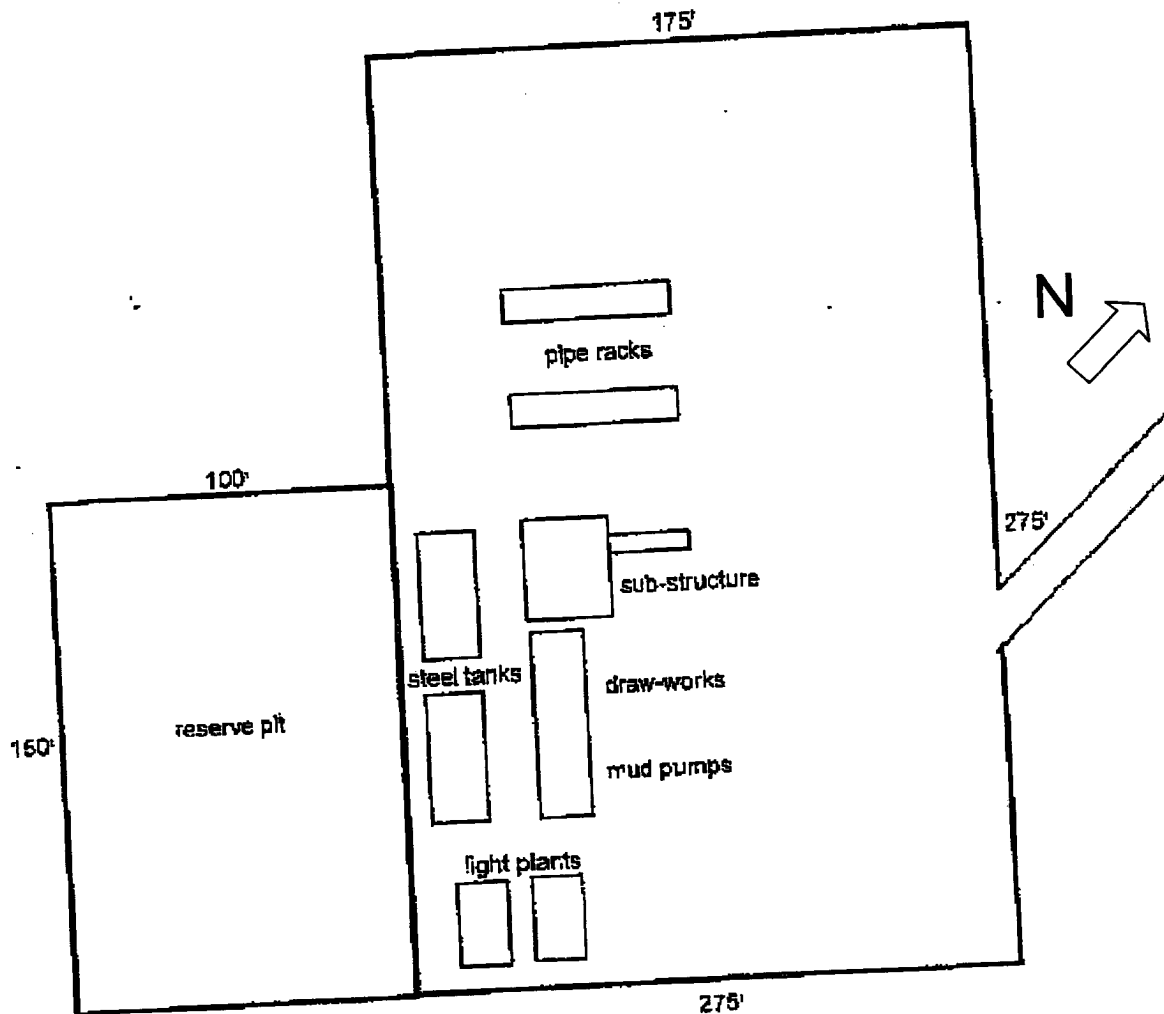 175'
N
pipe racks
100'
275'
sub-structure
steel tanks
draw-works
reserve pit
150'
mud pumps
light plants
275'